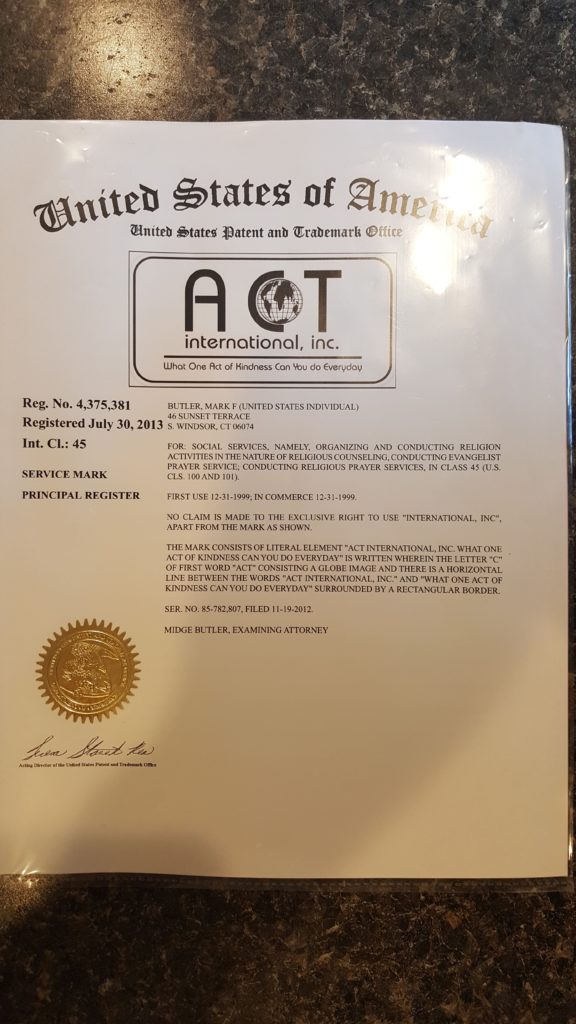 United States of America
United States Patent and Trademark Office
ACT
international, inc.
What One Act of Kindness Can You do Everyday
Reg. No. 4,375,381
Registered July 30, 2013
Int. Cl.: 45
SERVICE MARK
PRINCIPAL REGISTER
BUTLER, MARK F (UNITED STATES INDIVIDUAL)
46 SUNSET TERRACE
S. WINDSOR, CT 06074
FOR: SOCIAL SERVICES, NAMELY, ORGANIZING AND CONDUCTING RELIGION
ACTIVITIES IN THE NATURE OF RELIGIOUS COUNSELING, CONDUCTING EVANGELIST
PRAYER SERVICE; CONDUCTING RELIGIOUS PRAYER SERVICES, IN CLASS 45 (U.S.
CLS. 100 AND 101).
FIRST USE 12-31-1999; IN COMMERCE 12-31-1999.
NO CLAIM IS MADE TO THE EXCLUSIVE RIGHT TO USE "INTERNATIONAL, INC",
APART FROM THE MARK AS SHOWN.
THE MARK CONSISTS OF LITERAL ELEMENT "ACT INTERNATIONAL, INC. WHAT ONE
ACT OF KINDNESS CAN YOU DO EVERYDAY" IS WRITTEN WHEREIN THE LETTER "C"
OF FIRST WORD "ACT" CONSISTING A GLOBE IMAGE AND THERE IS A HORIZONTAL
LINE BETWEEN THE WORDS "ACT INTERNATIONAL, INC." AND "WHAT ONE ACT OF
KINDNESS CAN YOU DO EVERYDAY" SURROUNDED BY A RECTANGULAR BORDER.
SER. NO. 85-782,807, FILED 11-19-2012.
MIDGE BUTLER, EXAMINING ATTORNEY
Acting Director of the United States Patent and Trademark Office